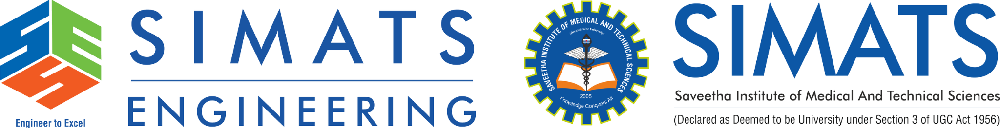 SIMATS
ENGINEERING
Engineer to Excel
SAVEETHA INSTITUTE OF MEDICAL AND TECHNICAL SCIENCES
(Deemed to be University)
2005
Knowledge Conquers All
SIMATS
Saveetha Institute of Medical And Technical Sciences
(Declared as Deemed to be University under Section 3 of UGC Act 1956)